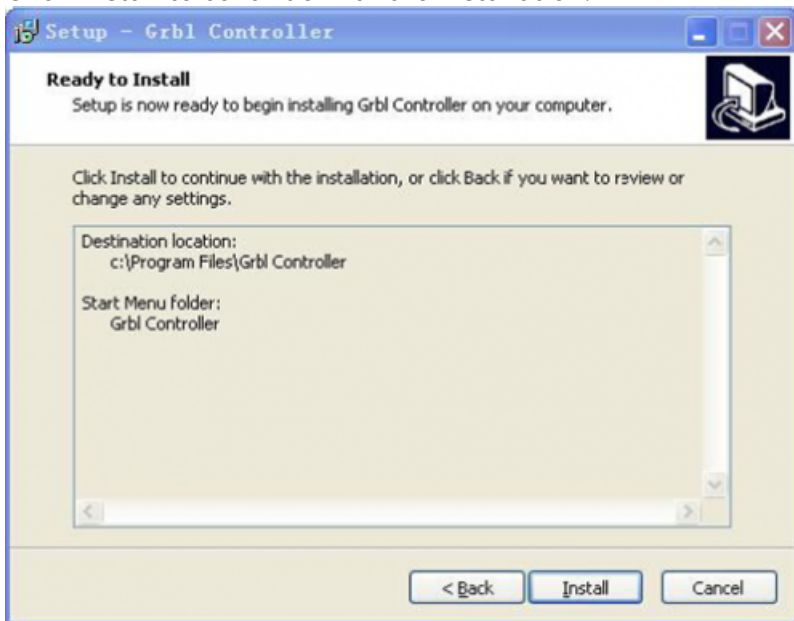 Setup - Grbl Controller
Ready to Install
Setup is now ready to begin installing Grbl Controller on your computer.
Click Install to continue with the installation, or click Back if you want to review or
change any settings.
Destination location:
c:\Program Files\Grbl Controller
Start Menu folder:
Grbl Controller
< Back
Install
Cancel